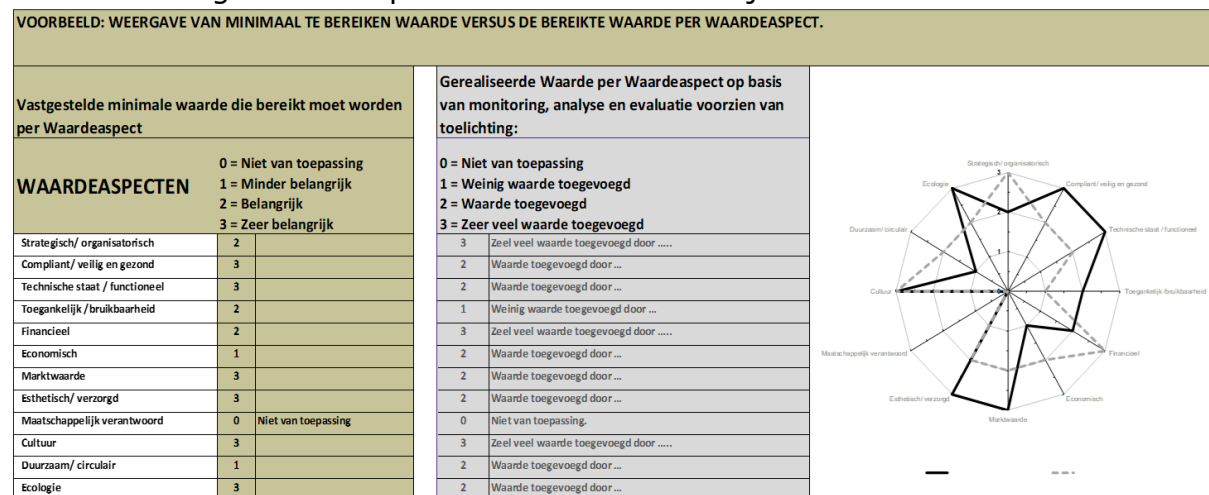 VOORBEELD: WEERGAVE VAN MINIMAAL TE BEREIKEN WAARDE VERSUS DE BEREIKTE WAARDE PER WAARDEASPECT.
Vastgestelde minimale waarde die bereikt moet worden
per Waardeaspect
Gerealiseerde Waarde per Waardeaspect op basis
van monitoring, analyse en evaluatie voorzien van
toelichting:
WAARDEASPECTEN
0 = Niet van toepassing
1 = Minder belangrijk
2 = Belangrijk
3 = Zeer belangrijk
0 = Niet van toepassing
1 = Weinig waarde toegevoegd
2 = Waarde toegevoegd
3 = Zeer veel waarde toegevoegd
Strategisch/ organisatorisch 2 3 Zeel veel waarde toegevoegd door .....
Compliant/ veilig en gezond 3 2 Waarde toegevoegd door ...
Technische staat / functioneel 3 2 Waarde toegevoegd door ...
Toegankelijk /bruikbaarheid 2 1 Weinig waarde toegevoegd door ...
Financieel 2 3 Zeel veel waarde toegevoegd door .....
Economisch 1 2 Waarde toegevoegd door ...
Marktwaarde 3 2 Waarde toegevoegd door ...
Esthetisch/ verzorgd 3 2 Waarde toegevoegd door ...
Maatschappelijk verantwoord 0 Niet van toepassing 0 Niet van toepassing.
Cultuur 3 3 Zeel veel waarde toegevoegd door .....
Duurzaam/ circulair 1 2 Waarde toegevoegd door ...
Ecologie 3 2 Waarde toegevoegd door ...
Strategisch/ organisatorisch
Compliant/ veilig en gezond
Technische staat / functioneel
Toegankelijk /bruikbaarheid
Financieel
Economisch
Marktwaarde
Esthetisch/ verzorgd
Maatschappelijk verantwoord
Cultuur
Duurzaam/ circulair
Ecologie
3
2
1
0